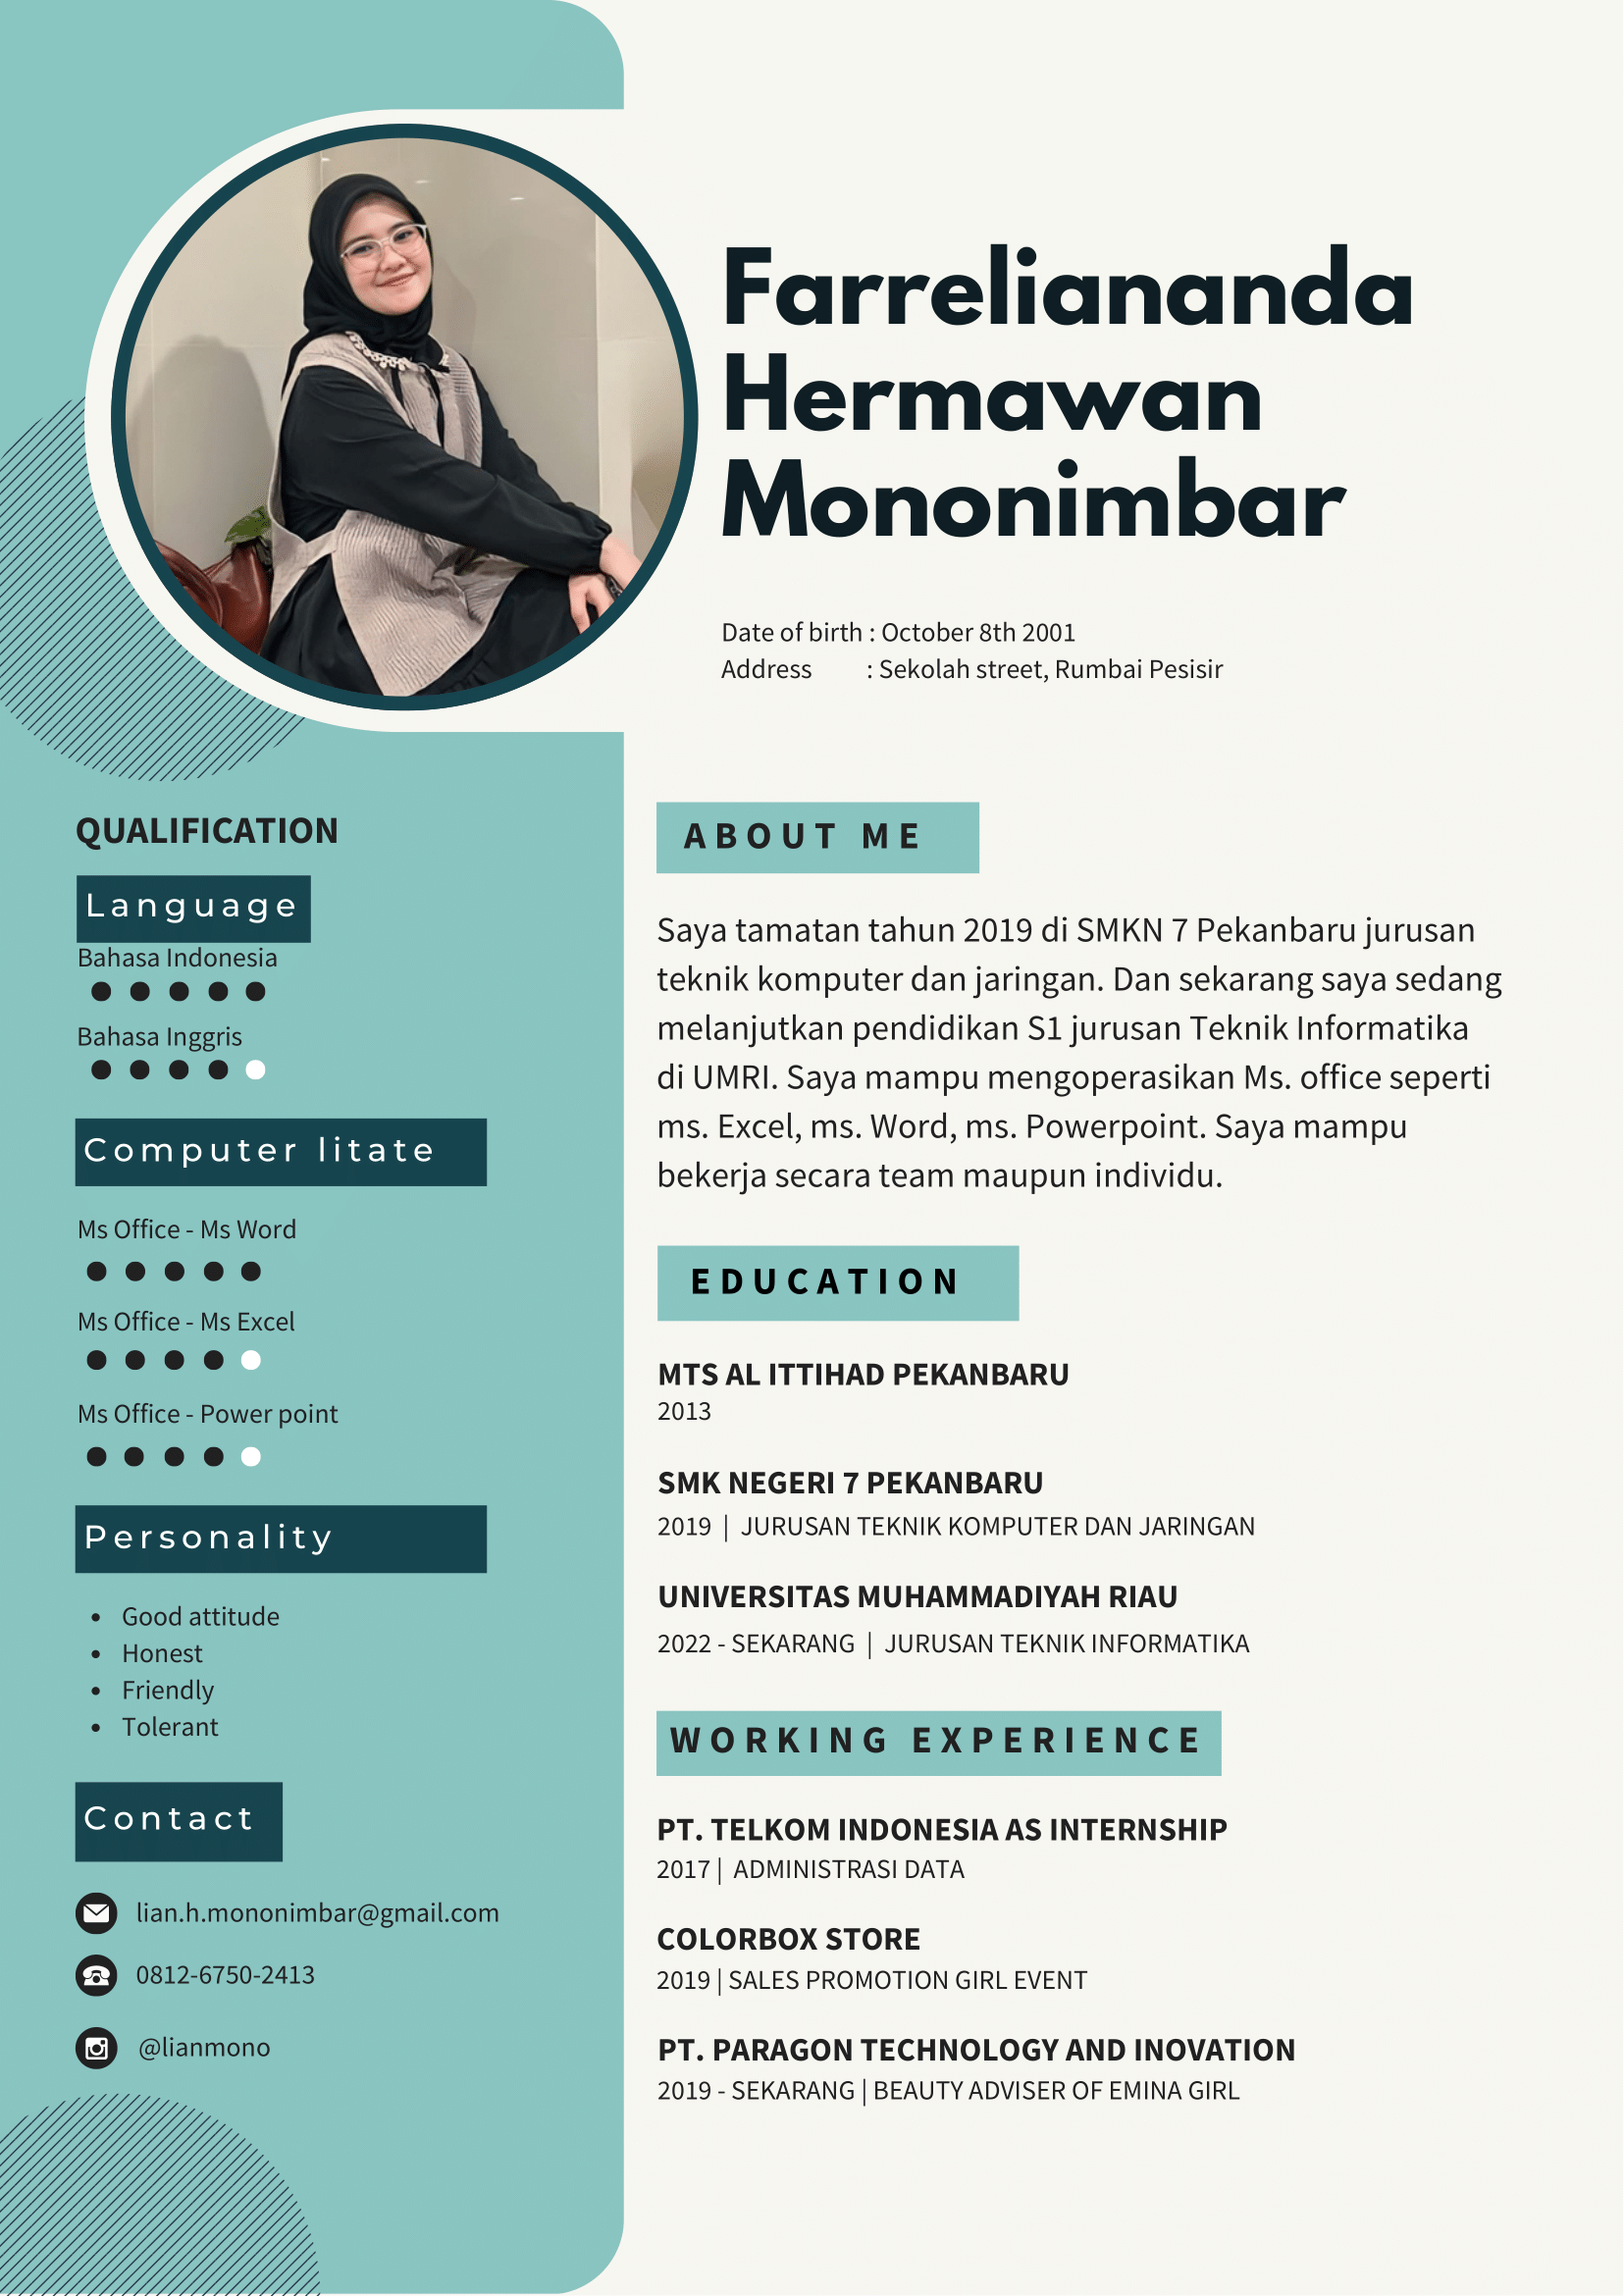 Farreliananda
Hermawan
Mononimbar
Date of birth : October 8th 2001
Address : Sekolah street, Rumbai Pesisir
QUALIFICATION
Language
Bahasa Indonesia
Bahasa Inggris
Computer litate
Ms Office - Ms Word
Ms Office - Ms Excel
Ms Office - Power point
Personality
• Good attitude
• Honest
• Friendly
• Tolerant
Contact
lian.h.mononimbar@gmail.com
0812-6750-2413
@lianmono
ABOUT ME
Saya tamatan tahun 2019 di SMKN 7 Pekanbaru jurusan
teknik komputer dan jaringan. Dan sekarang saya sedang
melanjutkan pendidikan S1 jurusan Teknik Informatika
di UMRI. Saya mampu mengoperasikan Ms. office seperti
ms. Excel, ms. Word, ms. Powerpoint. Saya mampu
bekerja secara team maupun individu.
EDUCATION
MTS AL ITTIHAD PEKANBARU
2013
SMK NEGERI 7 PEKANBARU
2019 | JURUSAN TEKNIK KOMPUTER DAN JARINGAN
UNIVERSITAS MUHAMMADIYAH RIAU
2022 - SEKARANG | JURUSAN TEKNIK INFORMATIKA
WORKING EXPERIENCE
PT. TELKOM INDONESIA AS INTERNSHIP
2017 | ADMINISTRASI DATA
COLORBOX STORE
2019 | SALES PROMOTION GIRL EVENT
PT. PARAGON TECHNOLOGY AND INOVATION
2019 - SEKARANG | BEAUTY ADVISER OF EMINA GIRL